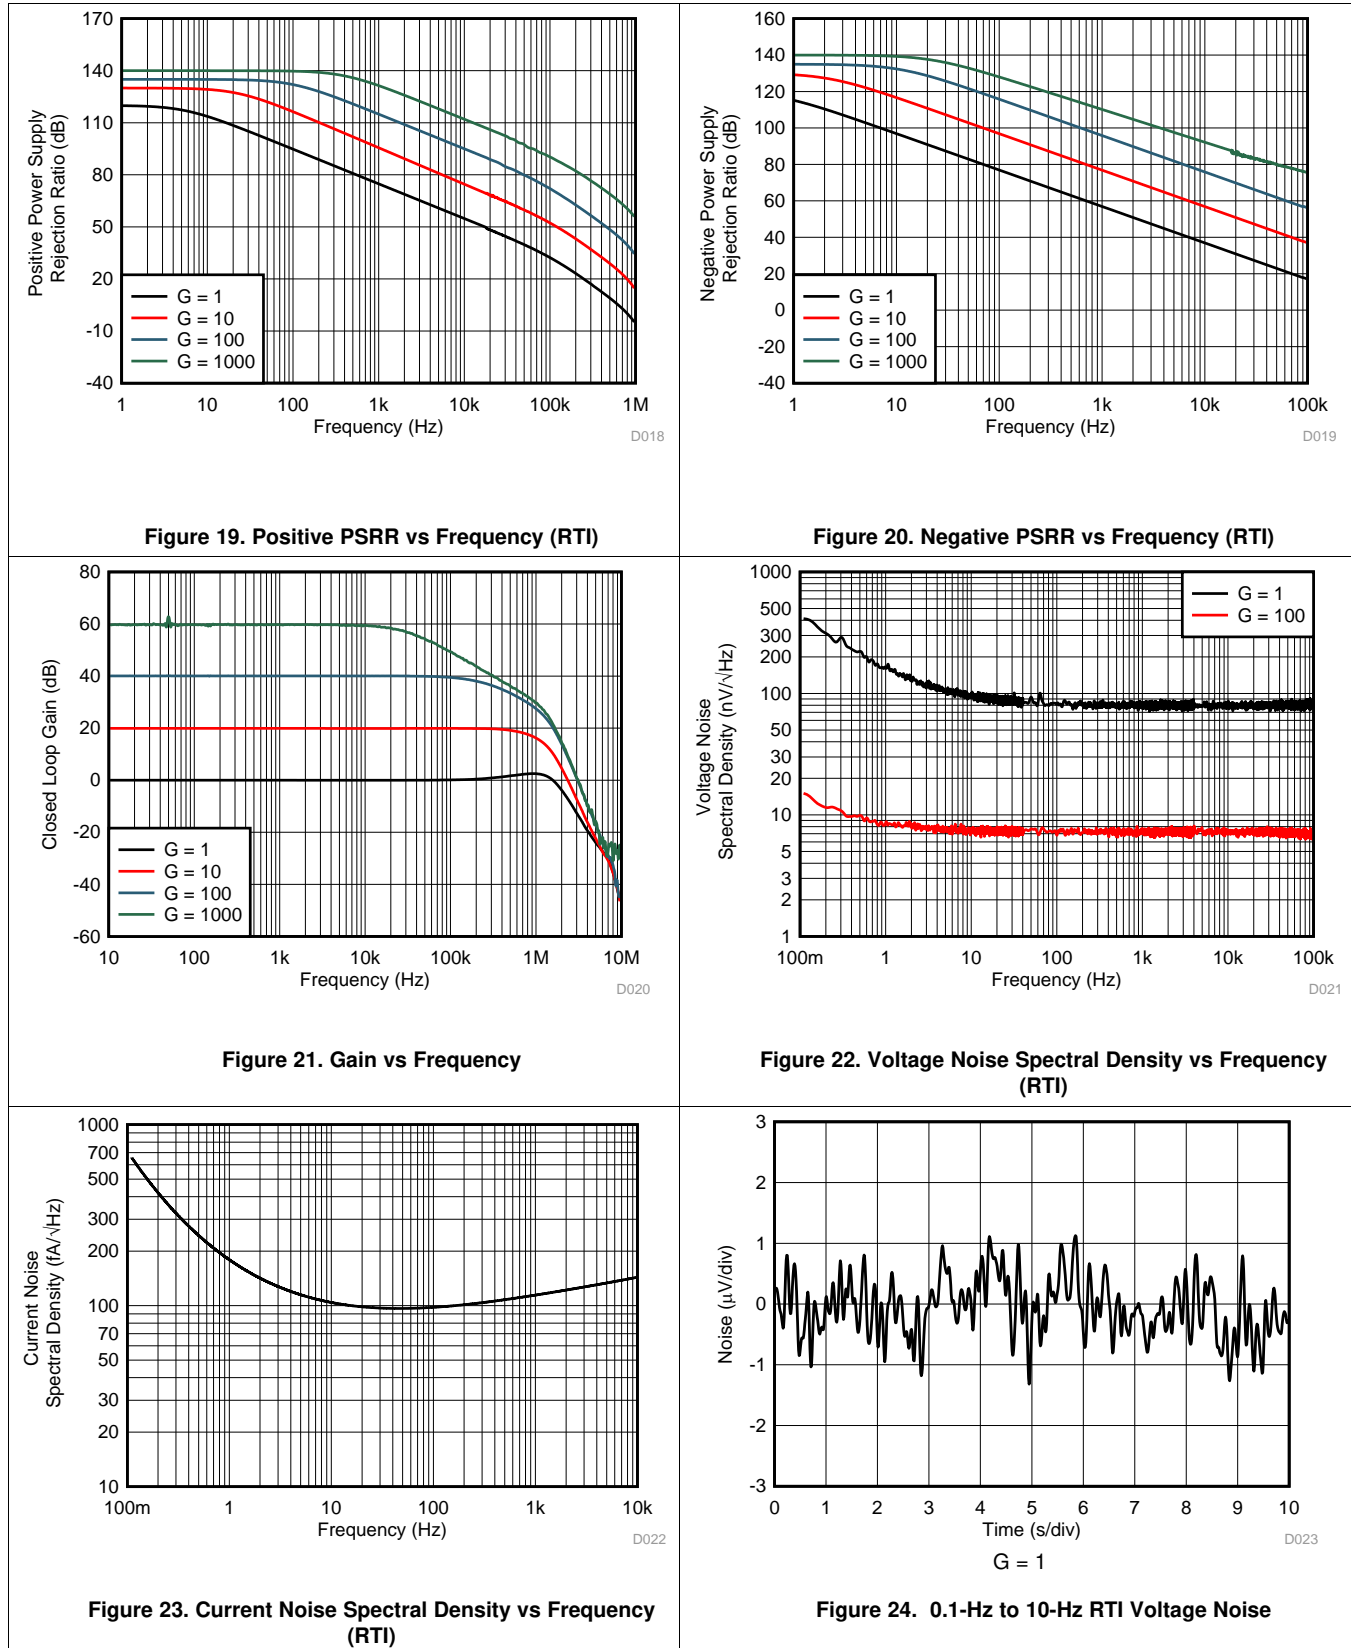 170
140
110
80
50
20
-10
-40
Positive Power Supply
Rejection Ratio (dB)
G = 1
G = 10
G = 100
G = 1000
1 10 100 1k 10k 100k 1M
Frequency (Hz)
D018
Figure 19. Positive PSRR vs Frequency (RTI)
160
140
120
100
80
60
40
20
0
-20
-40
Negative Power Supply
Rejection Ratio (dB)
G = 1
G = 10
G = 100
G = 1000
1 10 100 1k 10k 100k
Frequency (Hz)
D019
Figure 20. Negative PSRR vs Frequency (RTI)
80
60
40
20
0
-20
-40
-60
Closed Loop Gain (dB)
G = 1
G = 10
G = 100
G = 1000
10 100 1k 10k 100k 1M 10M
Frequency (Hz)
D020
Figure 21. Gain vs Frequency
1000
500
300
200
100
50
30
20
10
5
3
2
1
Voltage Noise
Spectral Density (nV/√Hz)
G = 1
G = 100
100m 1 10 100 1k 10k 100k
Frequency (Hz)
D021
Figure 22. Voltage Noise Spectral Density vs Frequency
(RTI)
1000
700
500
300
200
100
70
50
30
20
10
Current Noise
Spectral Density (fA/√Hz)
100m 1 10 100 1k 10k
Frequency (Hz)
D022
Figure 23. Current Noise Spectral Density vs Frequency
(RTI)
3
2
1
0
-1
-2
-3
Noise (μV/div)
0 1 2 3 4 5 6 7 8 9 10
Time (s/div)
D023
G = 1
Figure 24. 0.1-Hz to 10-Hz RTI Voltage Noise